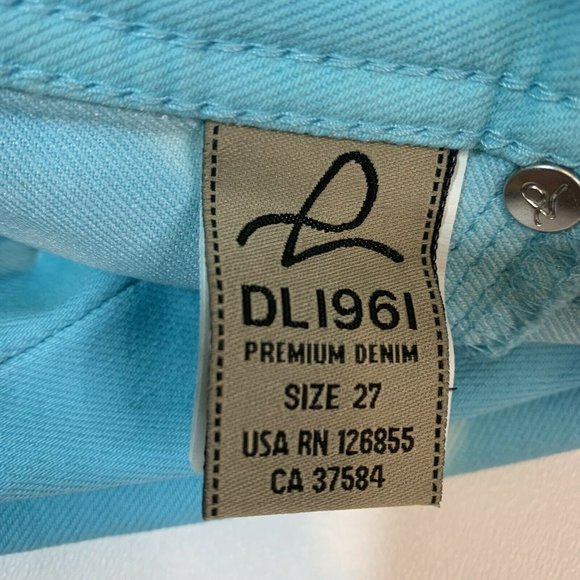 DL1961
PREMIUM DENIM
SIZE 27
USA RN 126855
CA 37584